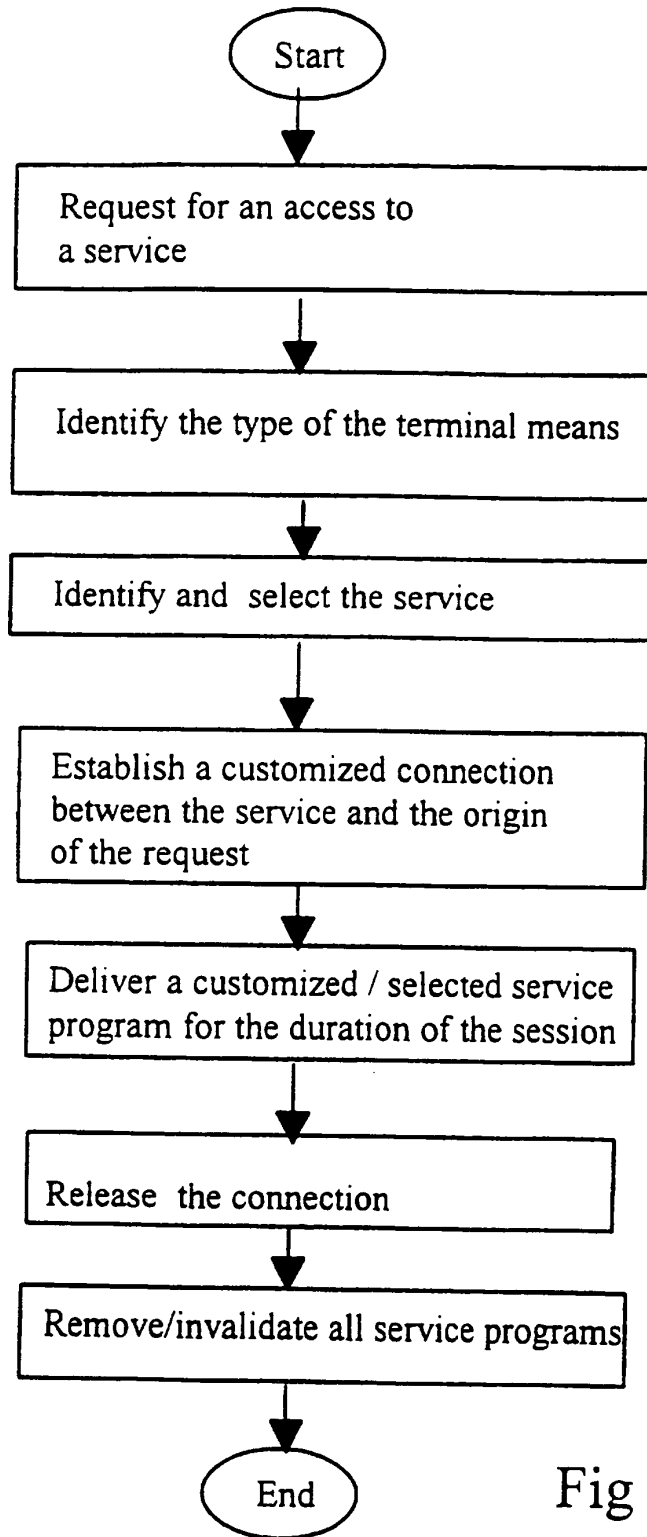 Start
Request for an access to
a service
Identify the type of the terminal means
Identify and select the service
Establish a customized connection
between the service and the origin
of the request
Deliver a customized / selected service
program for the duration of the session
Release the connection
Remove/invalidate all service programs
End
Fig